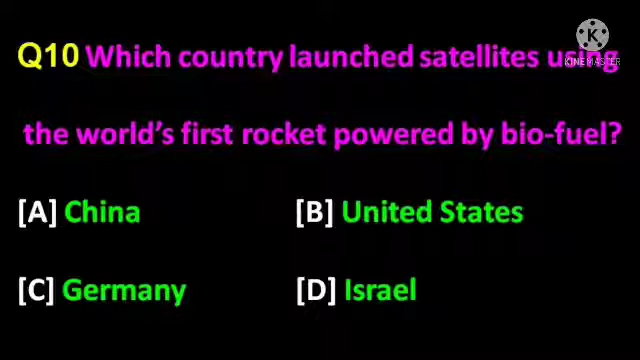 Q10 Which country launched satellites using
KINEMASTER
the world's first rocket powered by bio-fuel?
[A] China [B] United States
[C] Germany [D] Israel